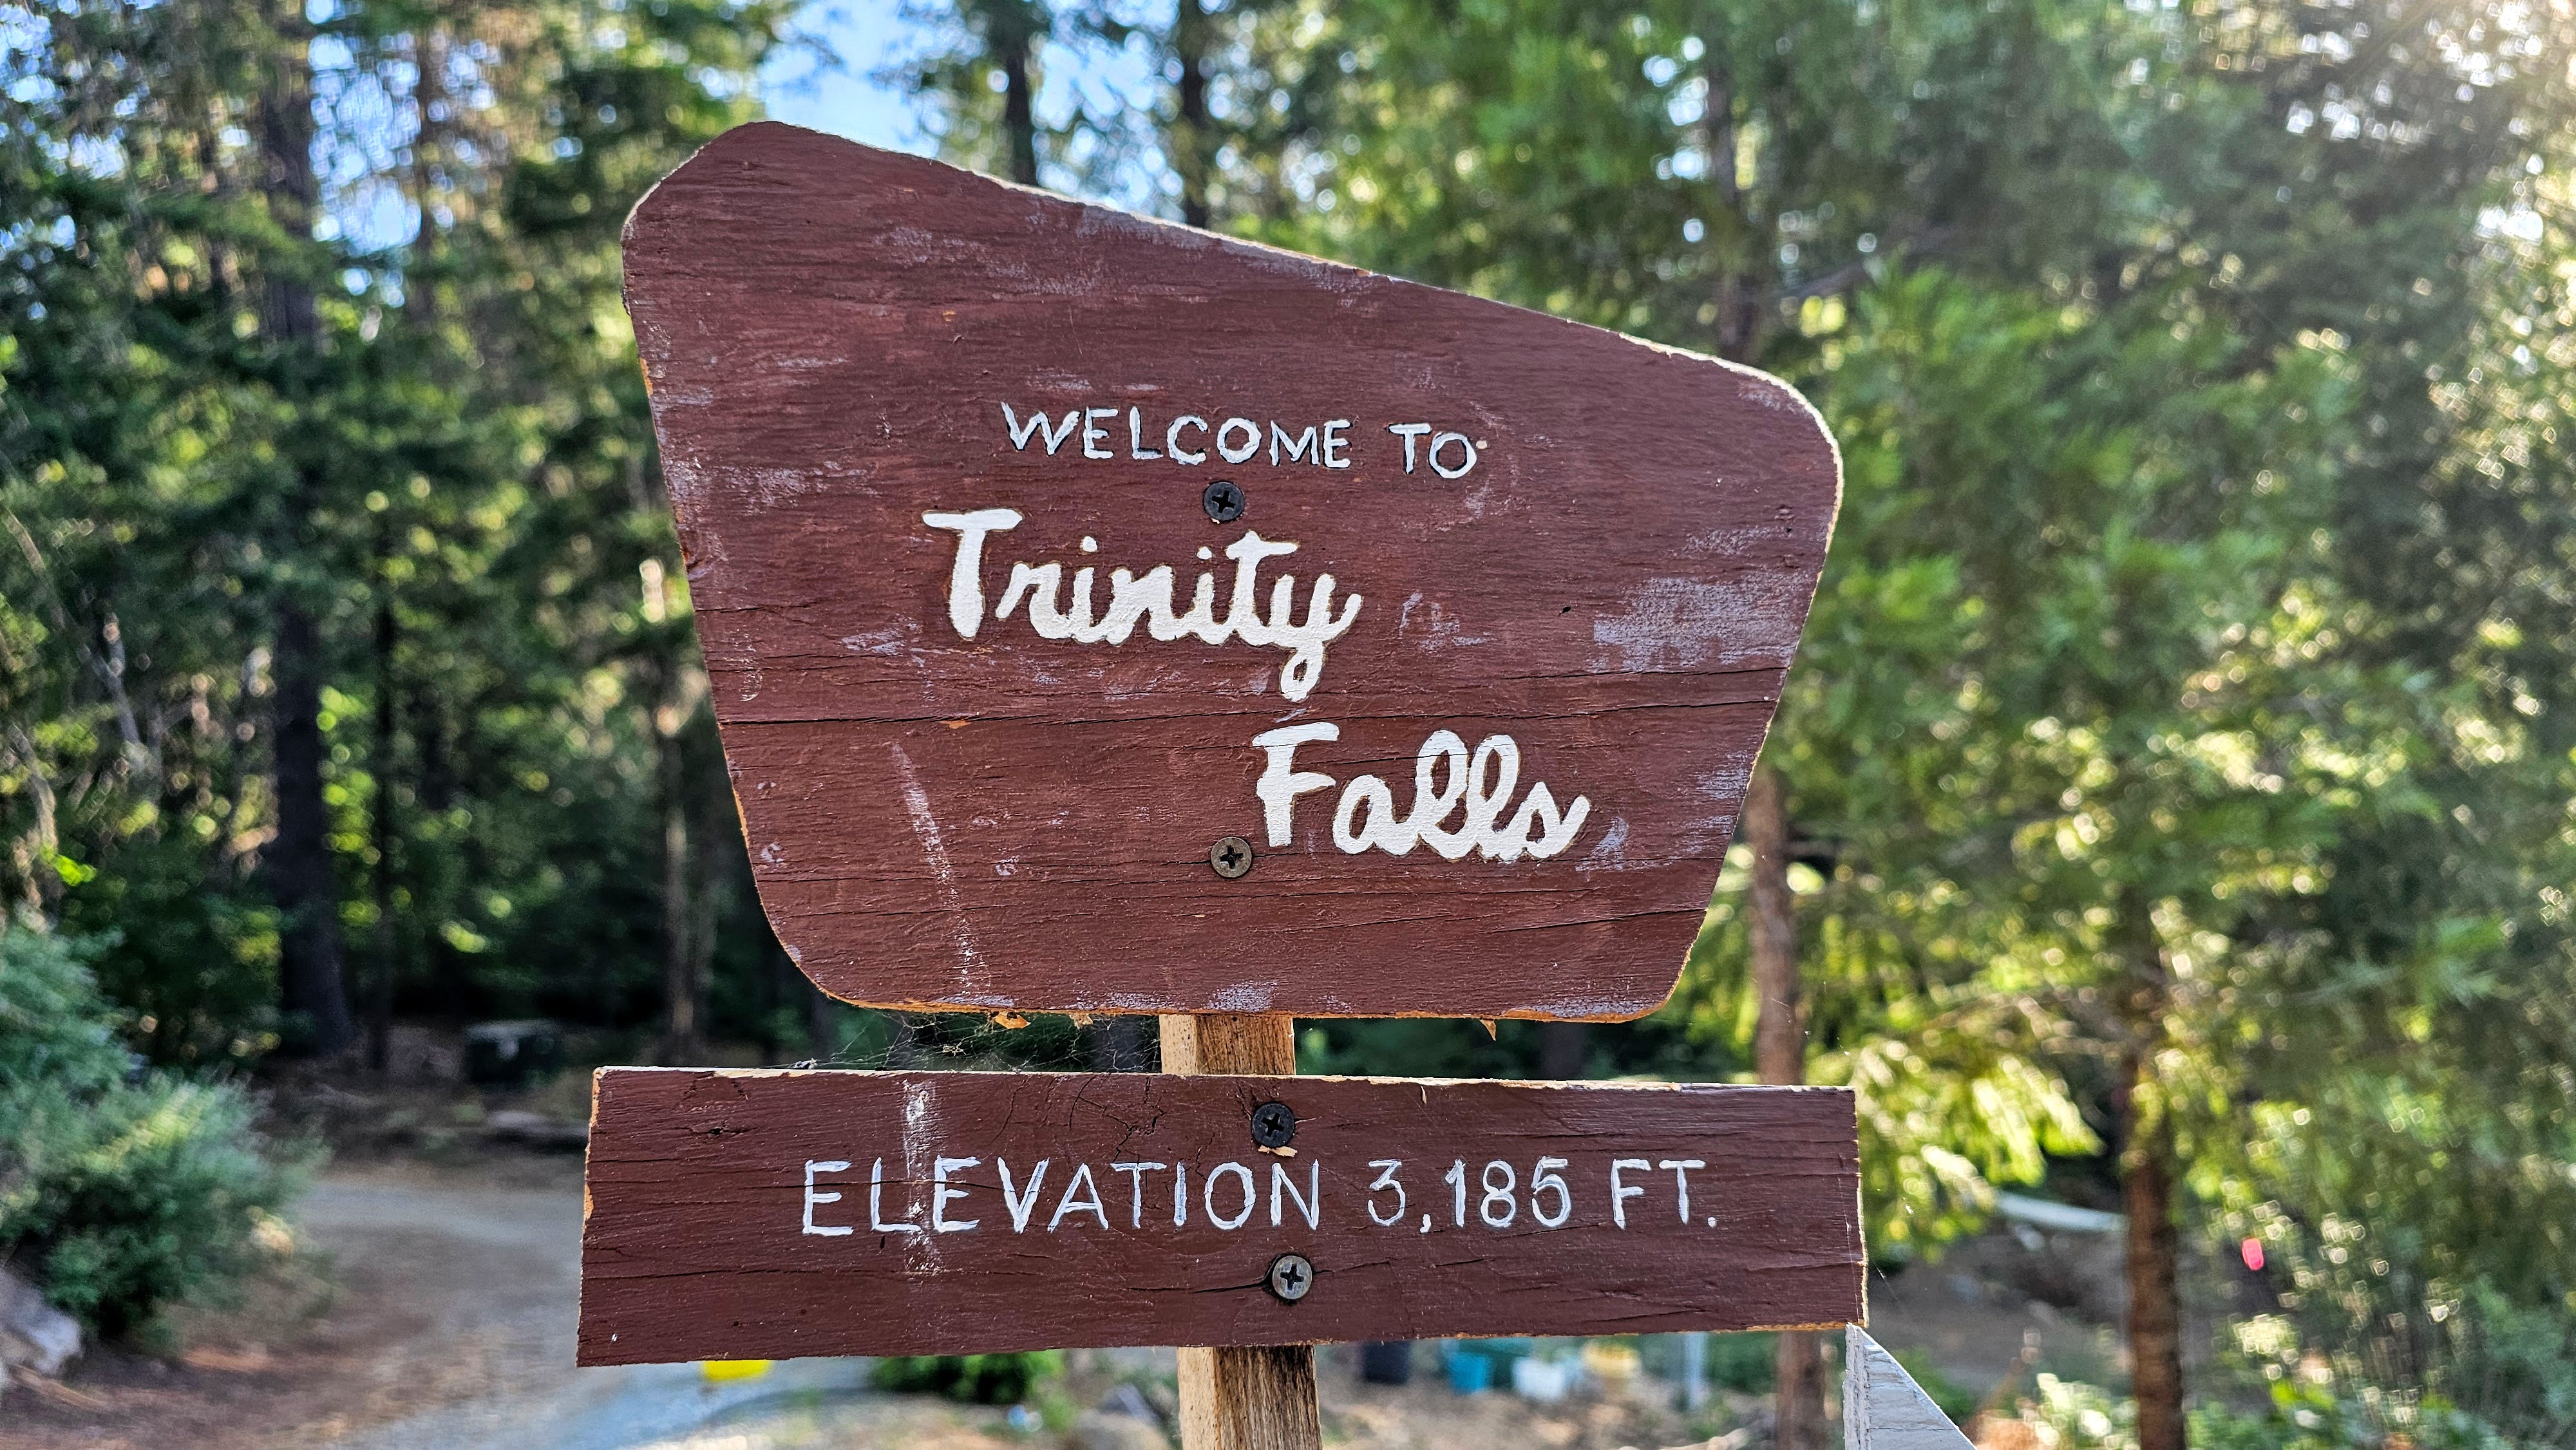 WELCOME TO
Trinity
Falls
ELEVATION 3,185 FT.